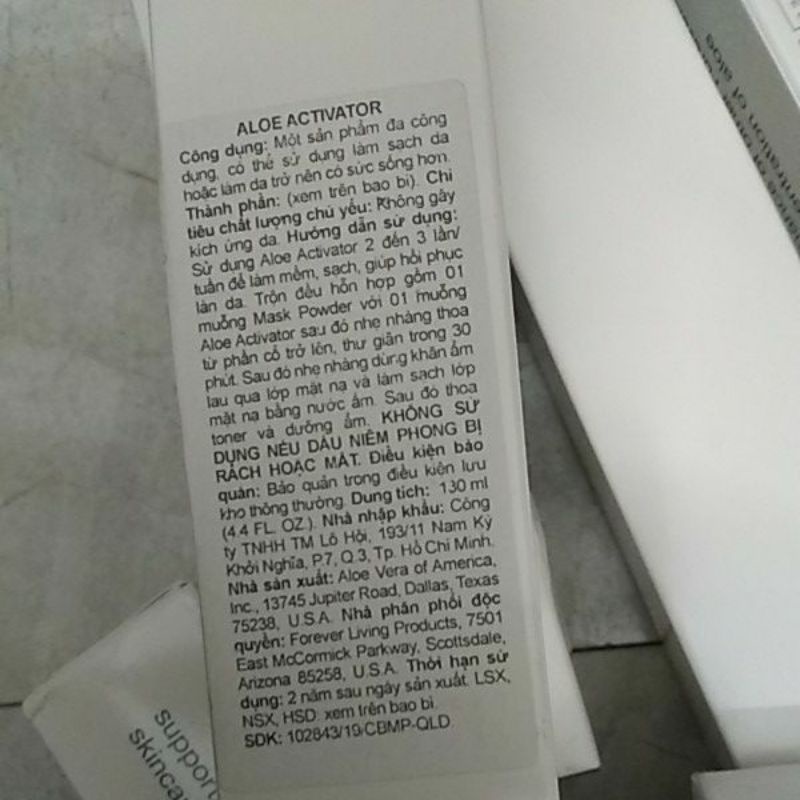 ALOE ACTIVATOR
Công dụng: Một sản phẩm đa công
dụng, có thể sử dụng làm sạch da
hoặc làm da trở nên có sức sống hơn.
Thành phần: (xem trên bao bì). Chỉ
tiêu chất lượng chủ yếu: Không gây
kích ứng da. Hướng dẫn sử dụng:
Sử dụng Aloe Activator 2 đến 3 lần/
tuần để làm mềm, sạch, giúp hồi phục
làn da. Trộn đều hỗn hợp gồm 01
muỗng Mask Powder với 01 muỗng
Aloe Activator sau đó nhẹ nhàng thoa
từ phần cổ trở lên, thư giãn trong 30
phút. Sau đó nhẹ nhàng dùng khăn ẩm
lau qua lớp mặt nạ và làm sạch lớp
mặt nạ bằng nước ấm. Sau đó thoa
toner và dưỡng ẩm. KHÔNG SỬ
DỤNG NẾU DẤU NIÊM PHONG BỊ
RÁCH HOẶC MẤT. Điều kiện bảo
quản: Bảo quản trong điều kiện lưu
kho thông thường. Dung tích: 130 ml
(4.4 FL. OZ.). Nhà nhập khẩu: Công
ty TNHH TM Lô Hội, 193/11 Nam Kỳ
Khởi Nghĩa, P.7, Q.3, Tp. Hồ Chí Minh.
Nhà sản xuất: Aloe Vera of America,
Inc., 13745 Jupiter Road, Dallas, Texas
75238, U.S.A. Nhà phân phối độc
quyền: Forever Living Products, 7501
East McCormick Parkway, Scottsdale,
Arizona 85258, U.S.A. Thời hạn sử
dụng: 2 năm sau ngày sản xuất. LSX,
NSX, HSD: xem trên bao bì.
SĐK: 102843/19/CBMP-QLD
support
of aloe